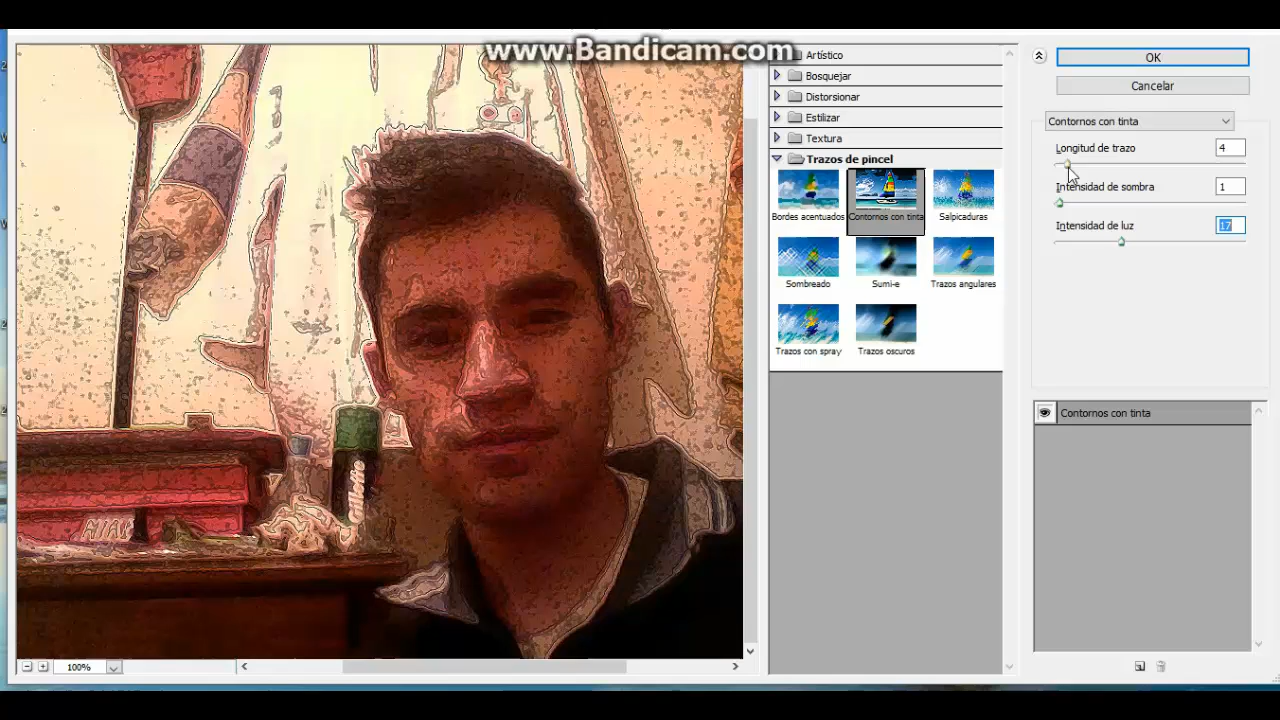 www.Bandicam.com
Artístico
Bosquejar
Distorsionar
Estilizar
Textura
Trazos de pincel
Bordes acentuados
Contornos con tinta
Salpicaduras
Sombreado
Sumi-e
Trazos angulares
Trazos con spray
Trazos oscuros
OK
Cancelar
Contornos con tinta
Longitud de trazo 4
Intensidad de sombra 1
Intensidad de luz 17
Contornos con tinta
100%